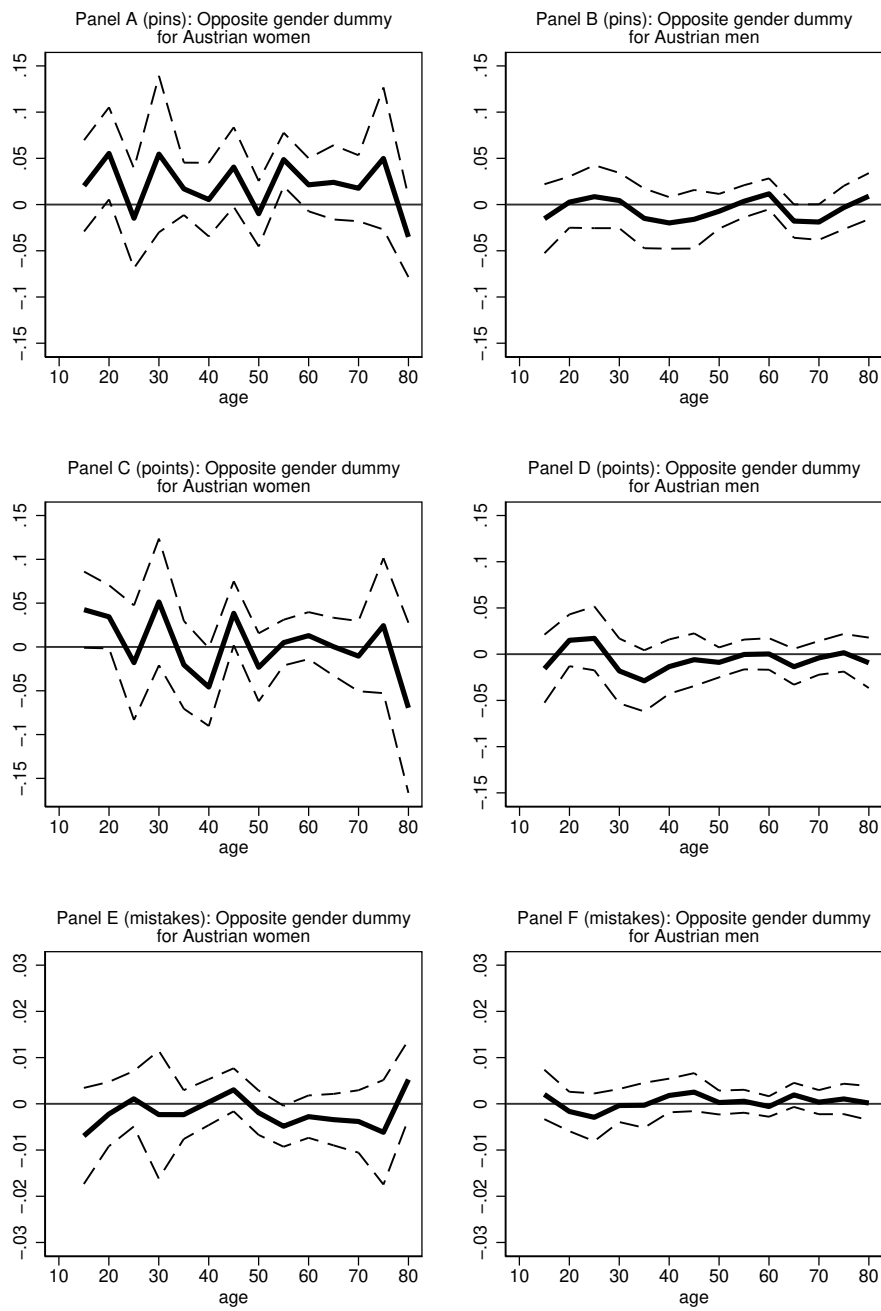 Panel A (pins): Opposite gender dummy
for Austrian women
.15
.1
.05
0
−.05
−.1
−.15
10 20 30 40 50 60 70 80
age
Panel B (pins): Opposite gender dummy
for Austrian men
.15
.1
.05
0
−.05
−.1
−.15
10 20 30 40 50 60 70 80
age
Panel C (points): Opposite gender dummy
for Austrian women
.15
.1
.05
0
−.05
−.1
−.15
10 20 30 40 50 60 70 80
age
Panel D (points): Opposite gender dummy
for Austrian men
.15
.1
.05
0
−.05
−.1
−.15
10 20 30 40 50 60 70 80
age
Panel E (mistakes): Opposite gender dummy
for Austrian women
.03
.02
.01
0
−.01
−.02
−.03
10 20 30 40 50 60 70 80
age
Panel F (mistakes): Opposite gender dummy
for Austrian men
.03
.02
.01
0
−.01
−.02
−.03
10 20 30 40 50 60 70 80
age